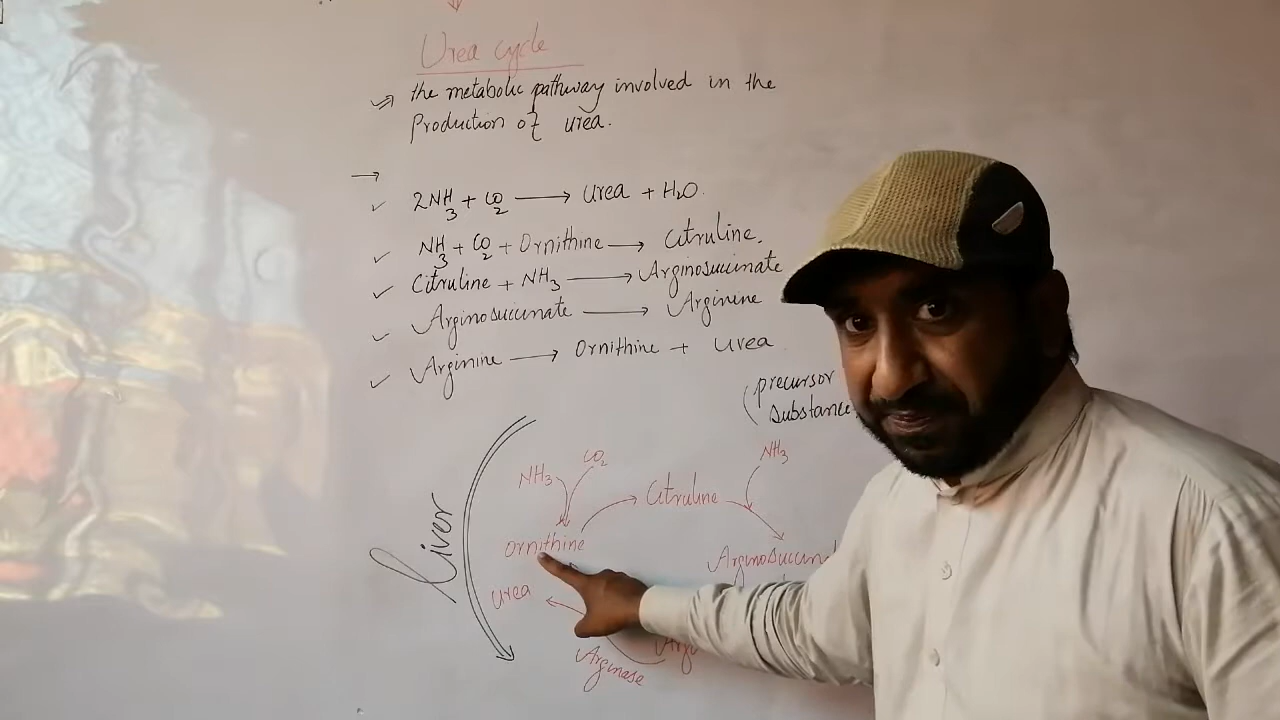 Urea cycle
the metabolic pathway involved in the
Production of urea.
2NH3 + CO2 → Urea + H2O.
NH3 + CO2 + Ornithine → Citruline.
Citruline + NH3 → Arginosuccinate
Arginosuccinate → Arginine
Arginine → Ornithine + Urea
(precursor
substance.
NH3
CO2
Citruline
NH3
Ornithine
Arginosuccinat
Urea
Arginase
Liver